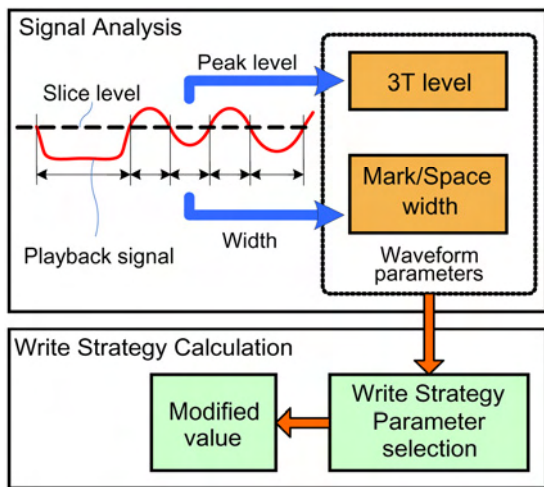 Signal Analysis
Peak level
Slice level
3T level
Mark/Space
width
Playback signal
Width
Waveform
parameters
Write Strategy Calculation
Modified
value
Write Strategy
Parameter
selection